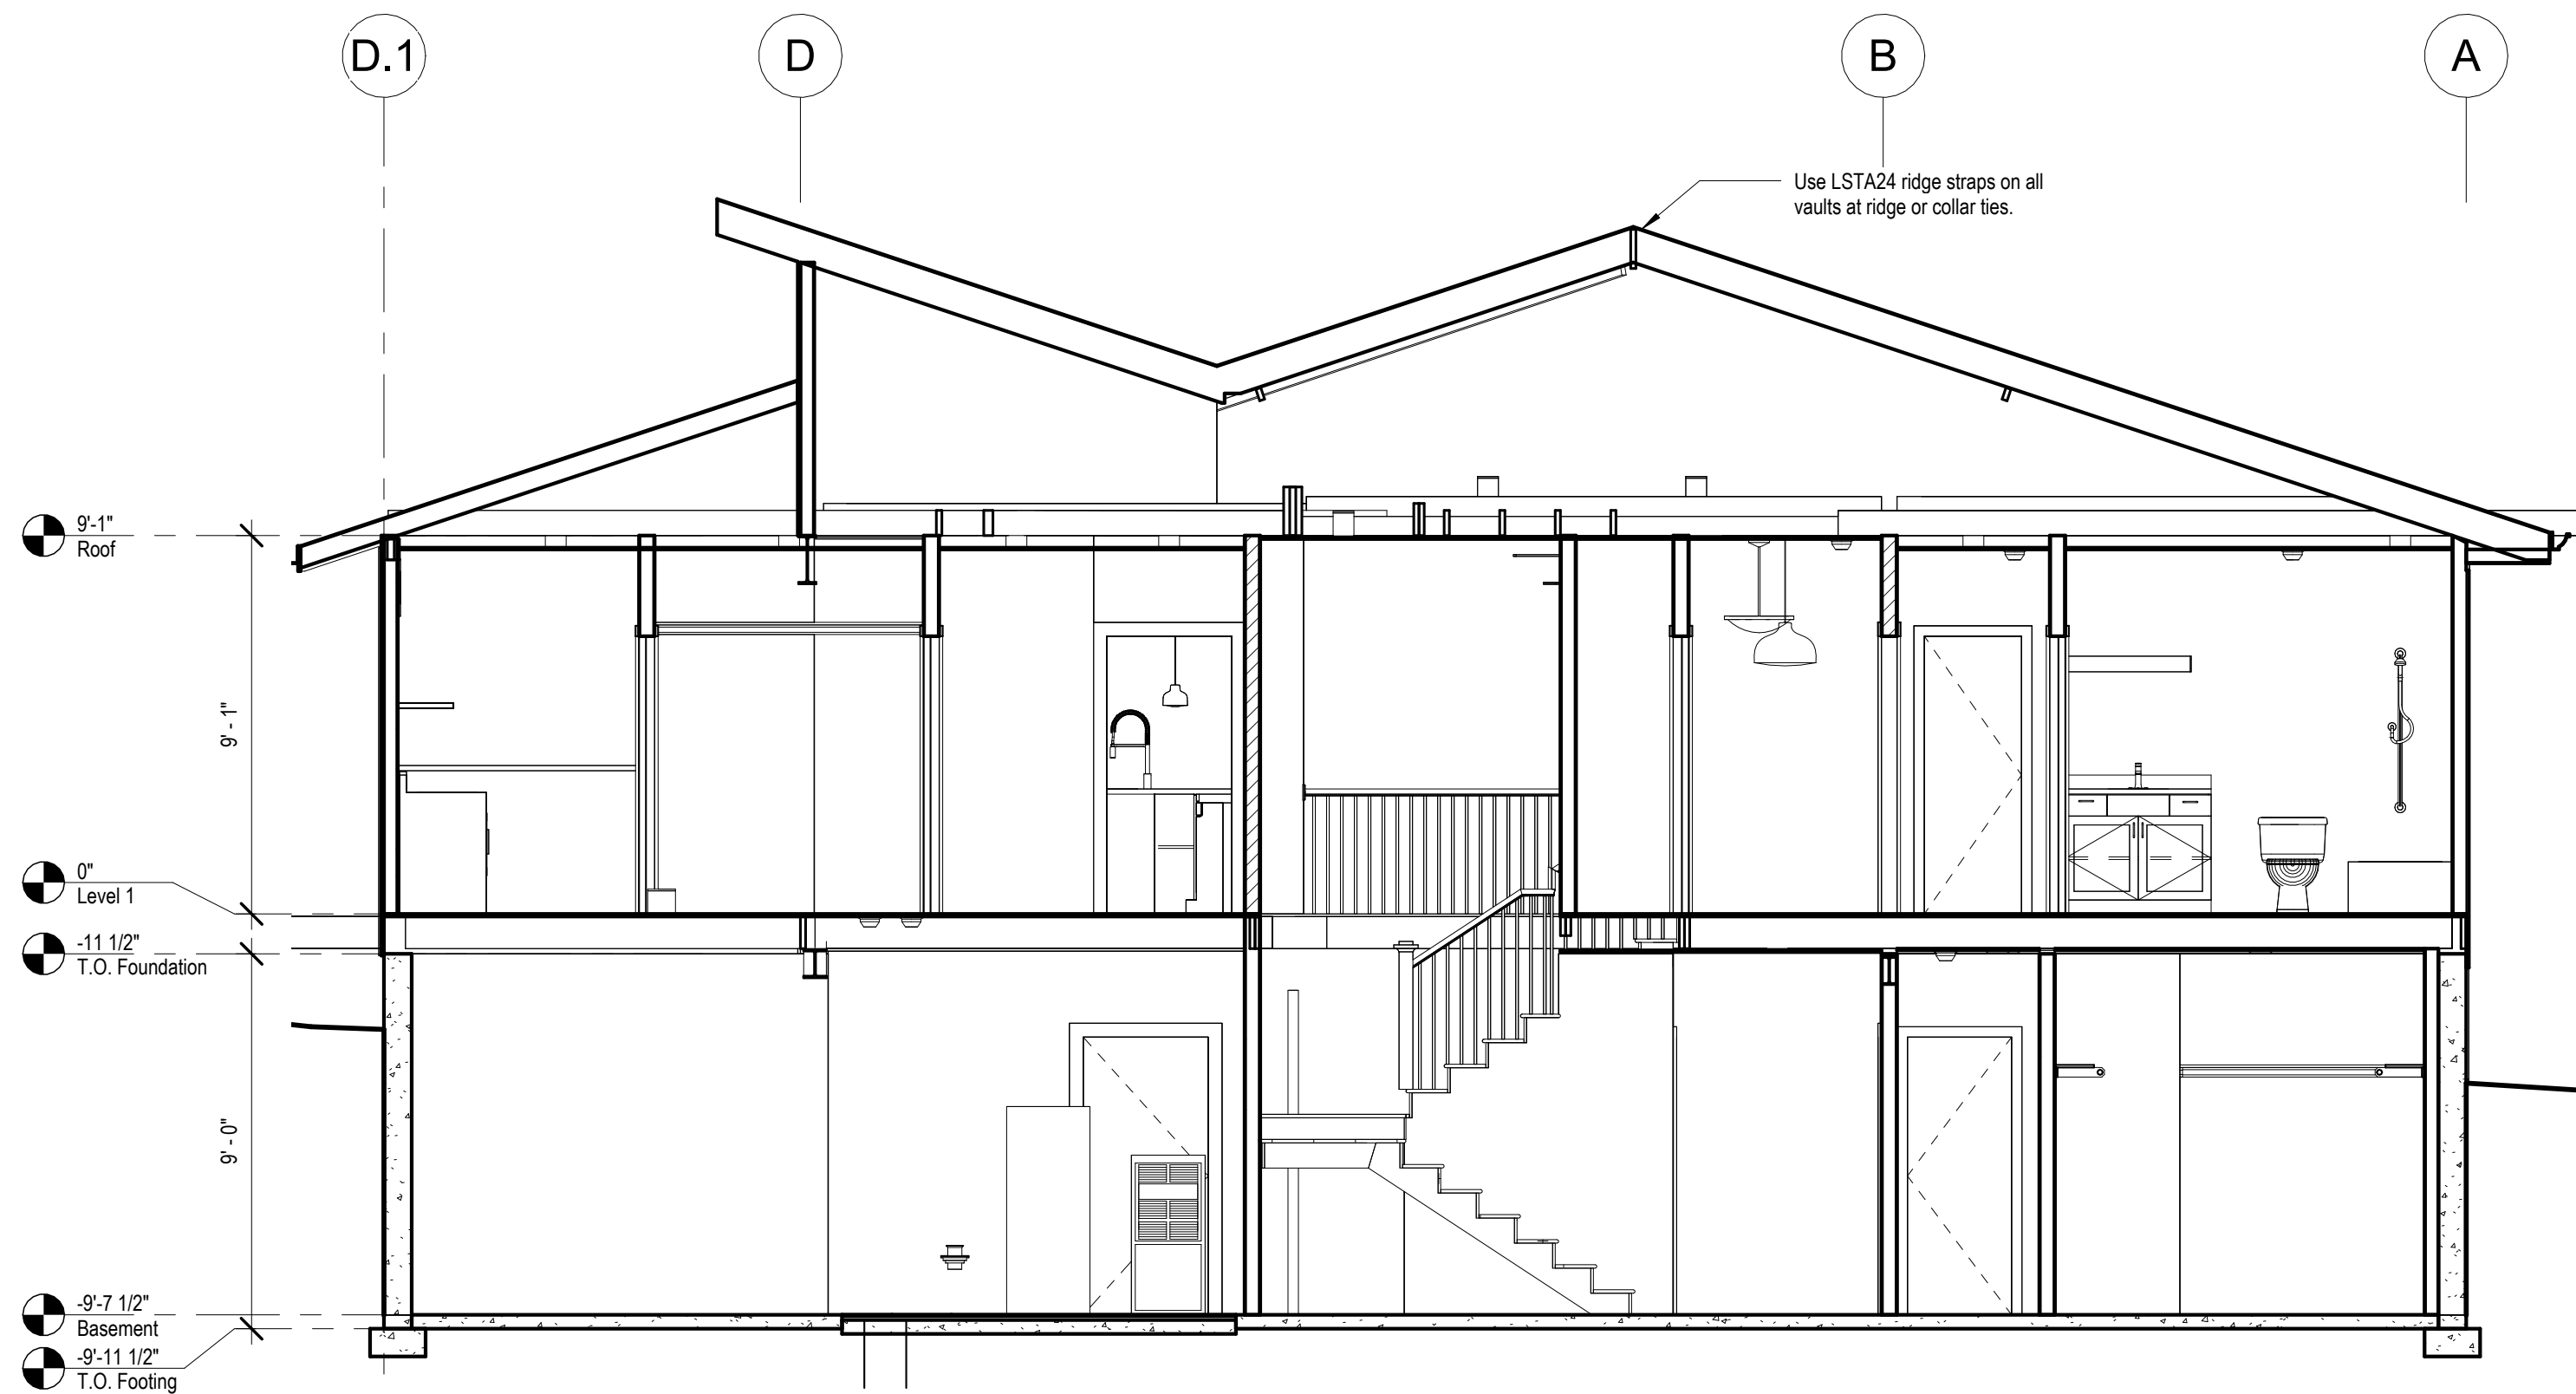 D.1
D
B
A
Use LSTA24 ridge straps on all
vaults at ridge or collar ties.
9'-1"
Roof
9' - 1"
0"
Level 1
-11 1/2"
T.O. Foundation
9' - 0"
-9'-7 1/2"
Basement
-9'-11 1/2"
T.O. Footing